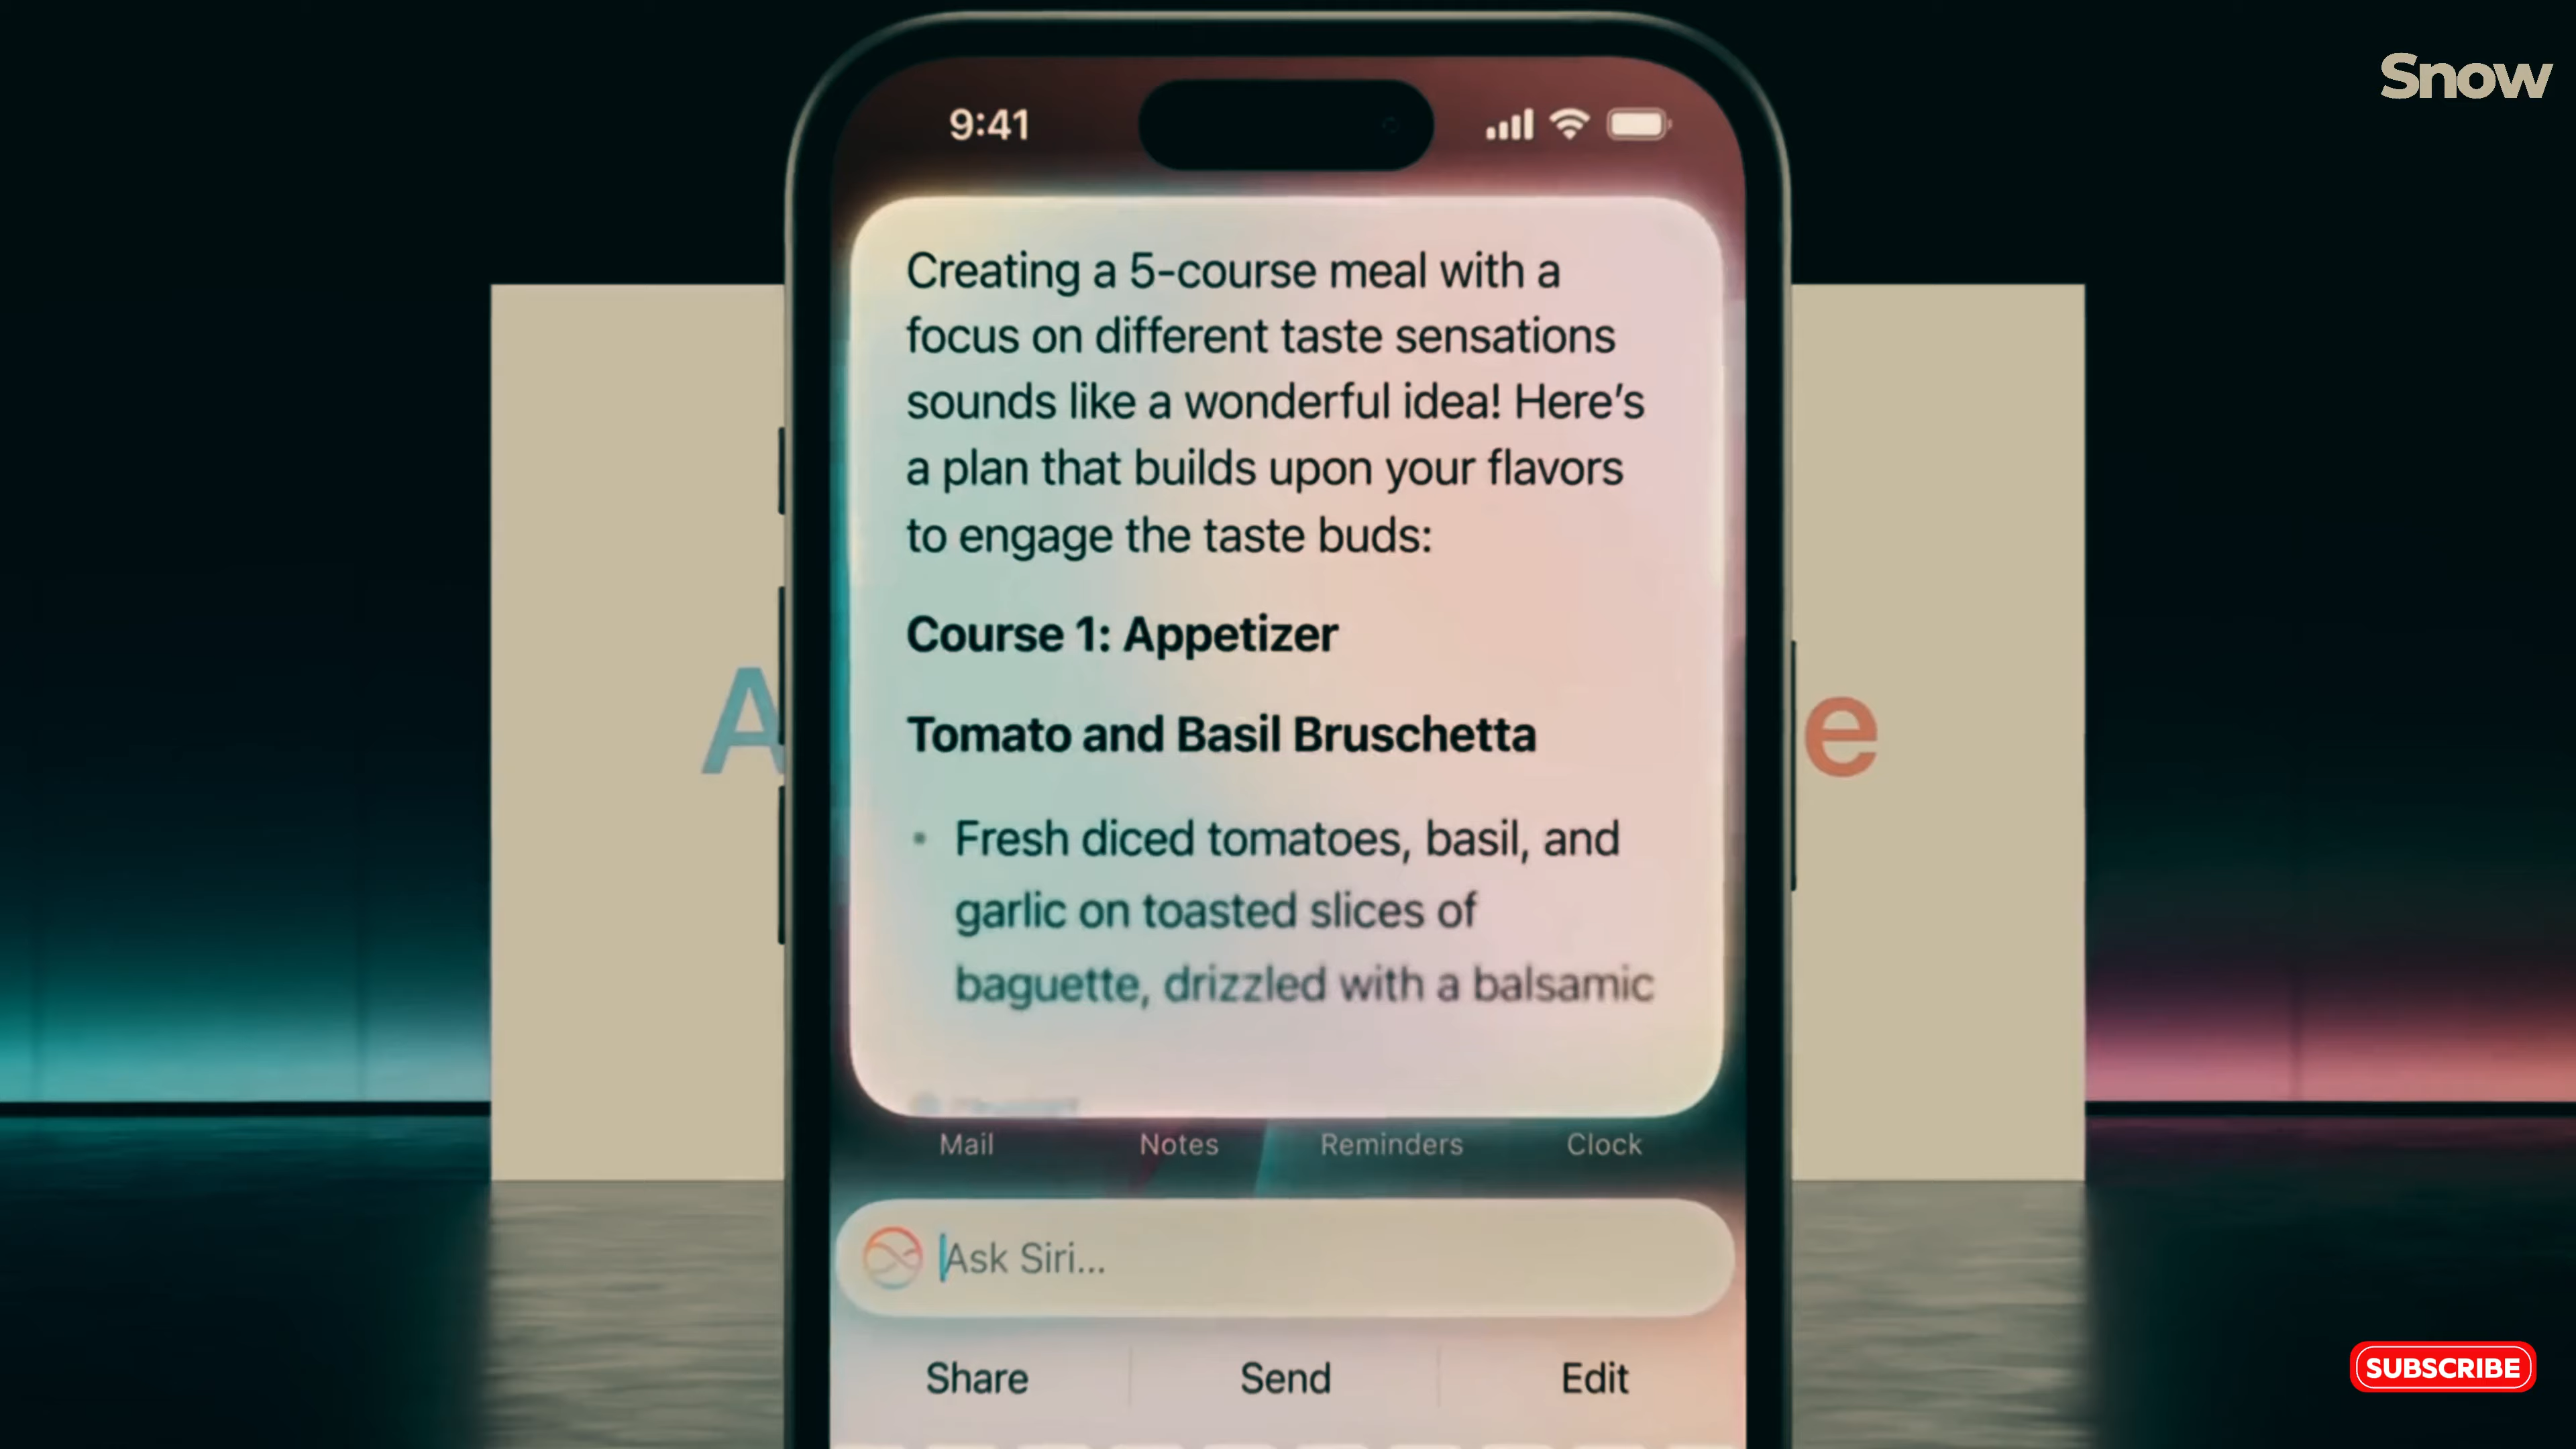 Snow
9:41
Creating a 5-course meal with a
focus on different taste sensations
sounds like a wonderful idea! Here's
a plan that builds upon your flavors
to engage the taste buds:
Course 1: Appetizer
Tomato and Basil Bruschetta
• Fresh diced tomatoes, basil, and
garlic on toasted slices of
baguette, drizzled with a balsamic
A
e
Mail Notes Reminders Clock
Ask Siri...
Share Send Edit
SUBSCRIBE